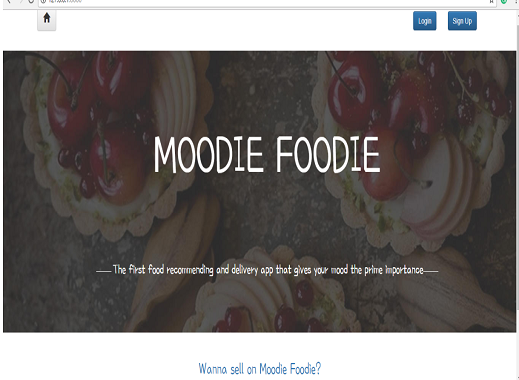 Login Sign Up
MOODIE FOODIE
—— The first food recommending and delivery app that gives your mood the prime importance——
Wanna sell on Moodie Foodie?